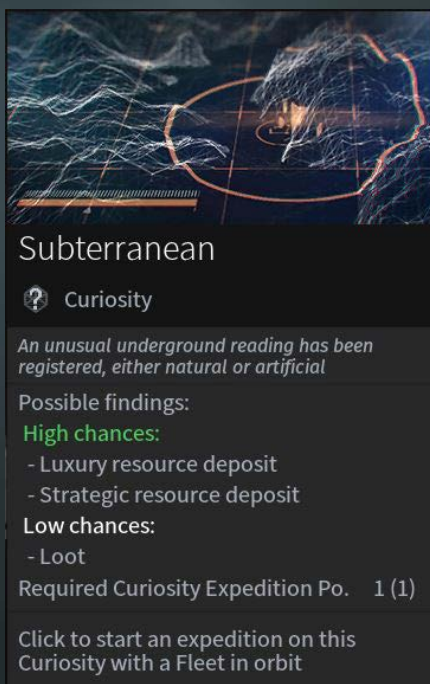 Subterranean
Curiosity
An unusual underground reading has been
registered, either natural or artificial
Possible findings:
High chances:
- Luxury resource deposit
- Strategic resource deposit
Low chances:
- Loot
Required Curiosity Expedition Po. 1 (1)
Click to start an expedition on this
Curiosity with a Fleet in orbit